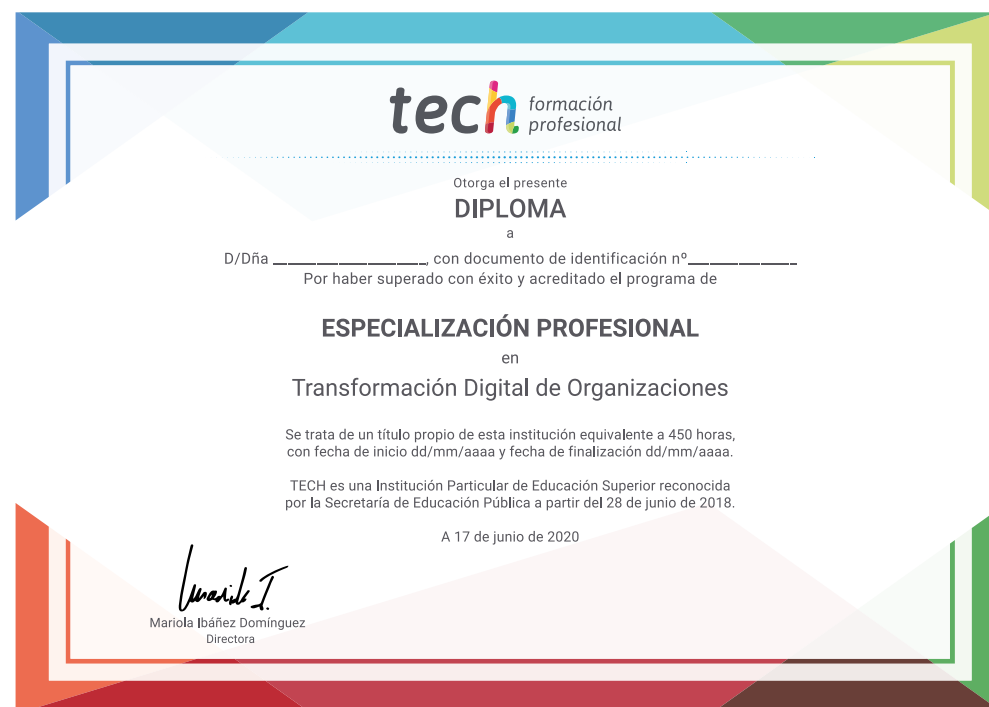 tech formación
profesional
Otorga el presente
DIPLOMA
a
D/Dña ____________________, con documento de identificación nº______________
Por haber superado con éxito y acreditado el programa de
ESPECIALIZACIÓN PROFESIONAL
en
Transformación Digital de Organizaciones
Se trata de un título propio de esta institución equivalente a 450 horas,
con fecha de inicio dd/mm/aaaa y fecha de finalización dd/mm/aaaa.
TECH es una Institución Particular de Educación Superior reconocida
por la Secretaría de Educación Pública a partir del 28 de junio de 2018.
A 17 de junio de 2020
Mariola Ibáñez Domínguez
Directora